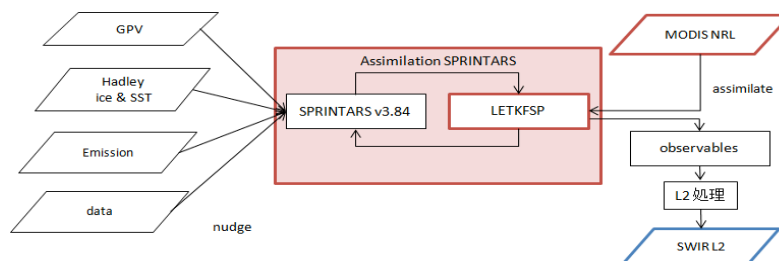 GPV
Hadley
ice & SST
Emission
data
nudge
Assimilation SPRINTARS
SPRINTARS v3.84
LETKFSP
MODIS NRL
assimilate
observables
L2 処理
SWIR L2